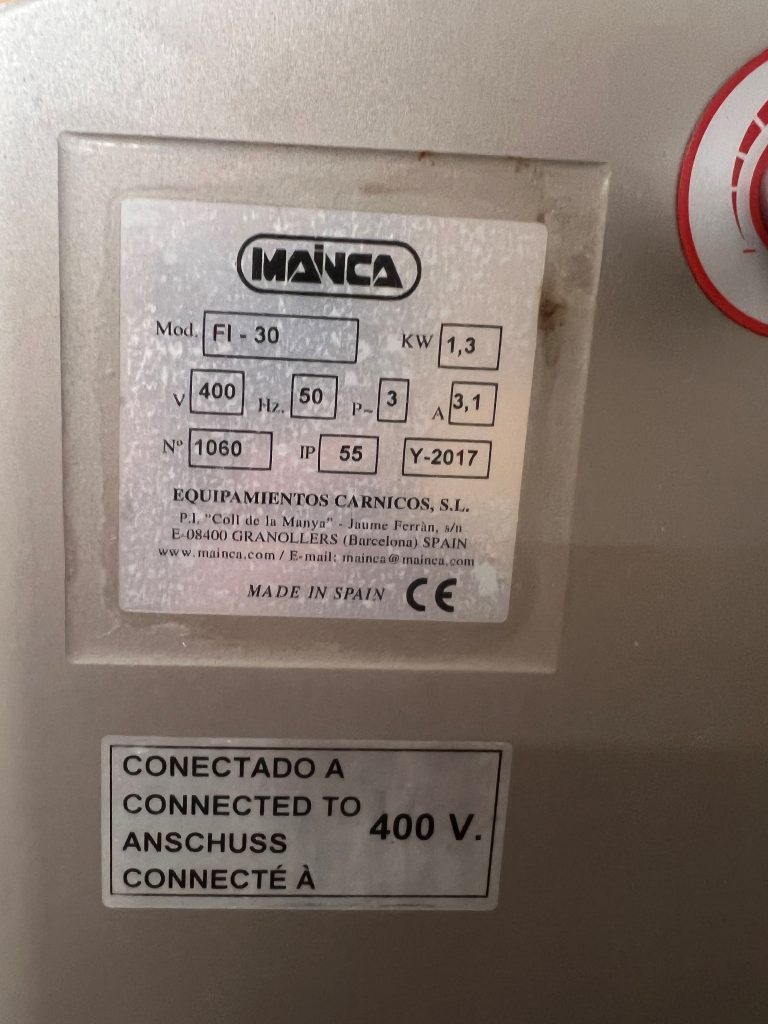 MAINCA
Mod. FI - 30 KW 1,3
V 400 Hz. 50 P~ 3 A 3,1
Nº 1060 IP 55 Y-2017
EQUIPAMIENTOS CARNICOS, S.L.
P.I. "Coll de la Manya" - Jaume Ferràn, s/n
E-08400 GRANOLLERS (Barcelona) SPAIN
www.mainca.com / E-mail: mainca@mainca.com
MADE IN SPAIN CE
CONECTADO A
CONNECTED TO 400 V.
ANSCHUSS
CONNECTÉ À